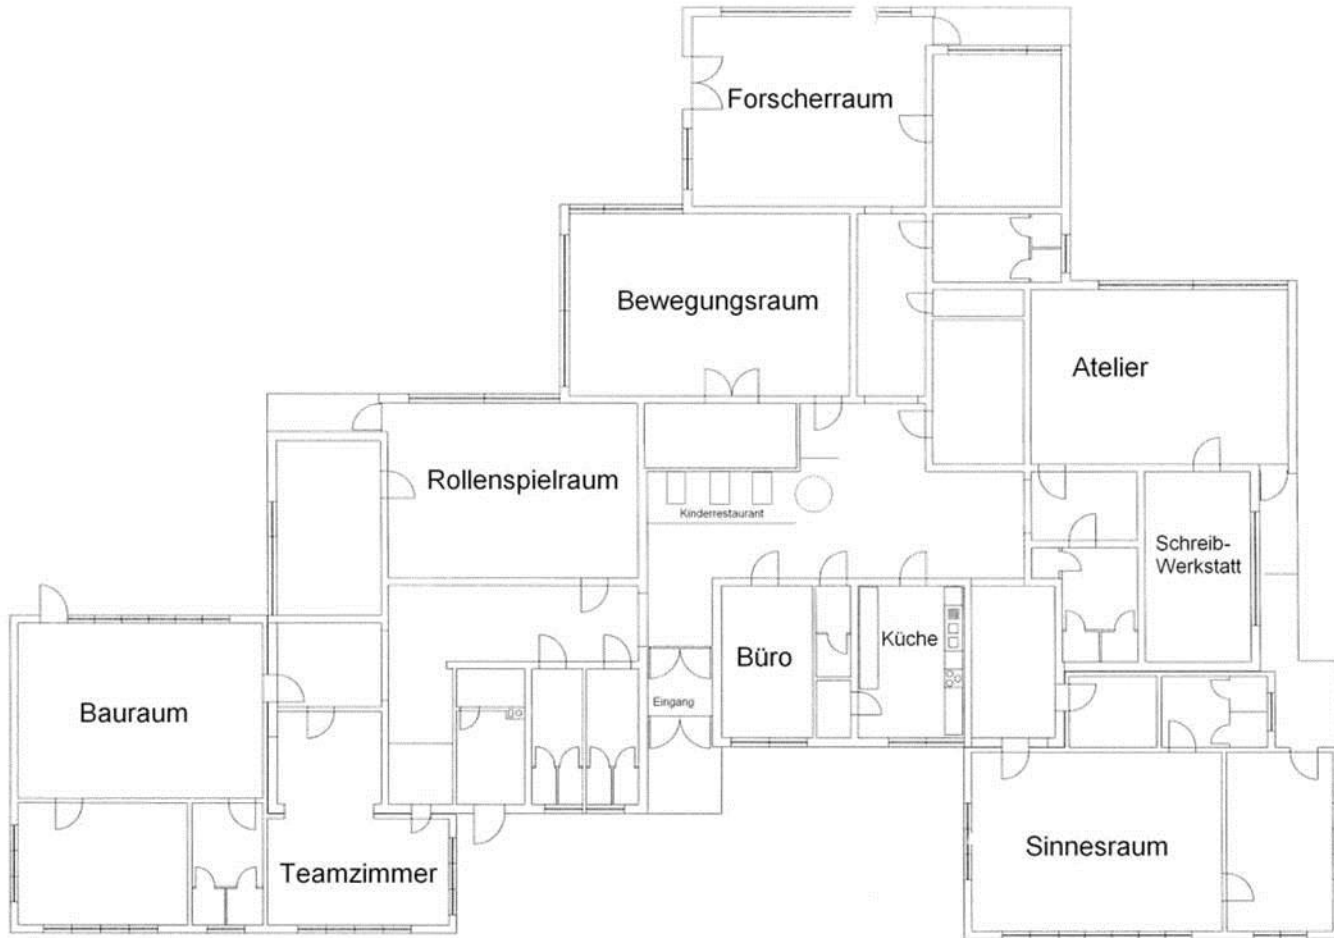 Forscherraum
Bewegungsraum
Atelier
Rollenspielraum
Kinderrestaurant
Schreib-
Werkstatt
Küche
Büro
Eingang
Bauraum
Sinnesraum
Teamzimmer